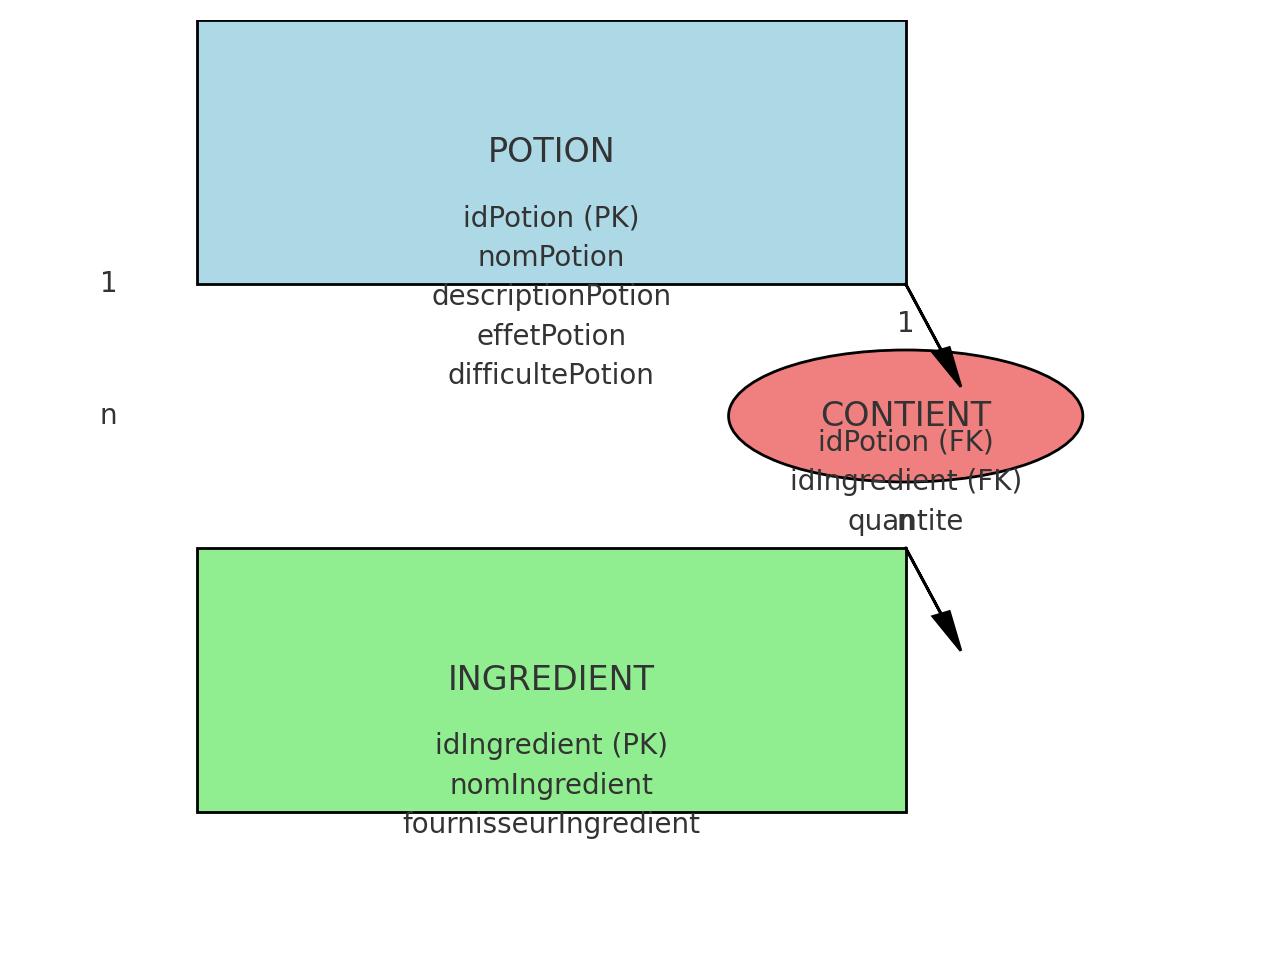 POTION
idPotion (PK)
nomPotion
descriptionPotion
effetPotion
difficultePotion
1
n
1
CONTIENT
idPotion (FK)
idIngredient (FK)
quantite
n
INGREDIENT
idIngredient (PK)
nomIngredient
fournisseurIngredient